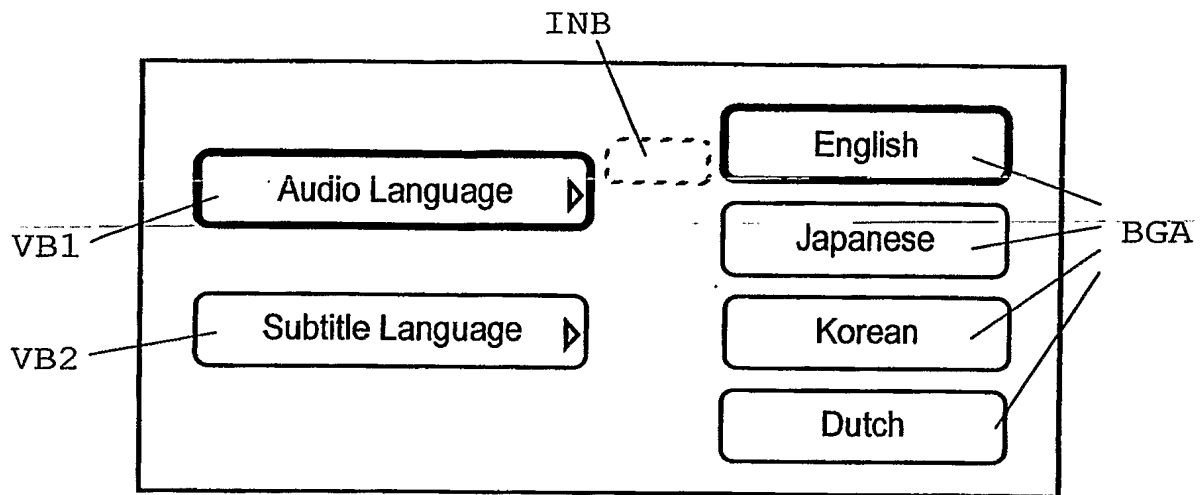 INB
English
Audio Language
VB1
Japanese
BGA
Subtitle Language
Korean
VB2
Dutch